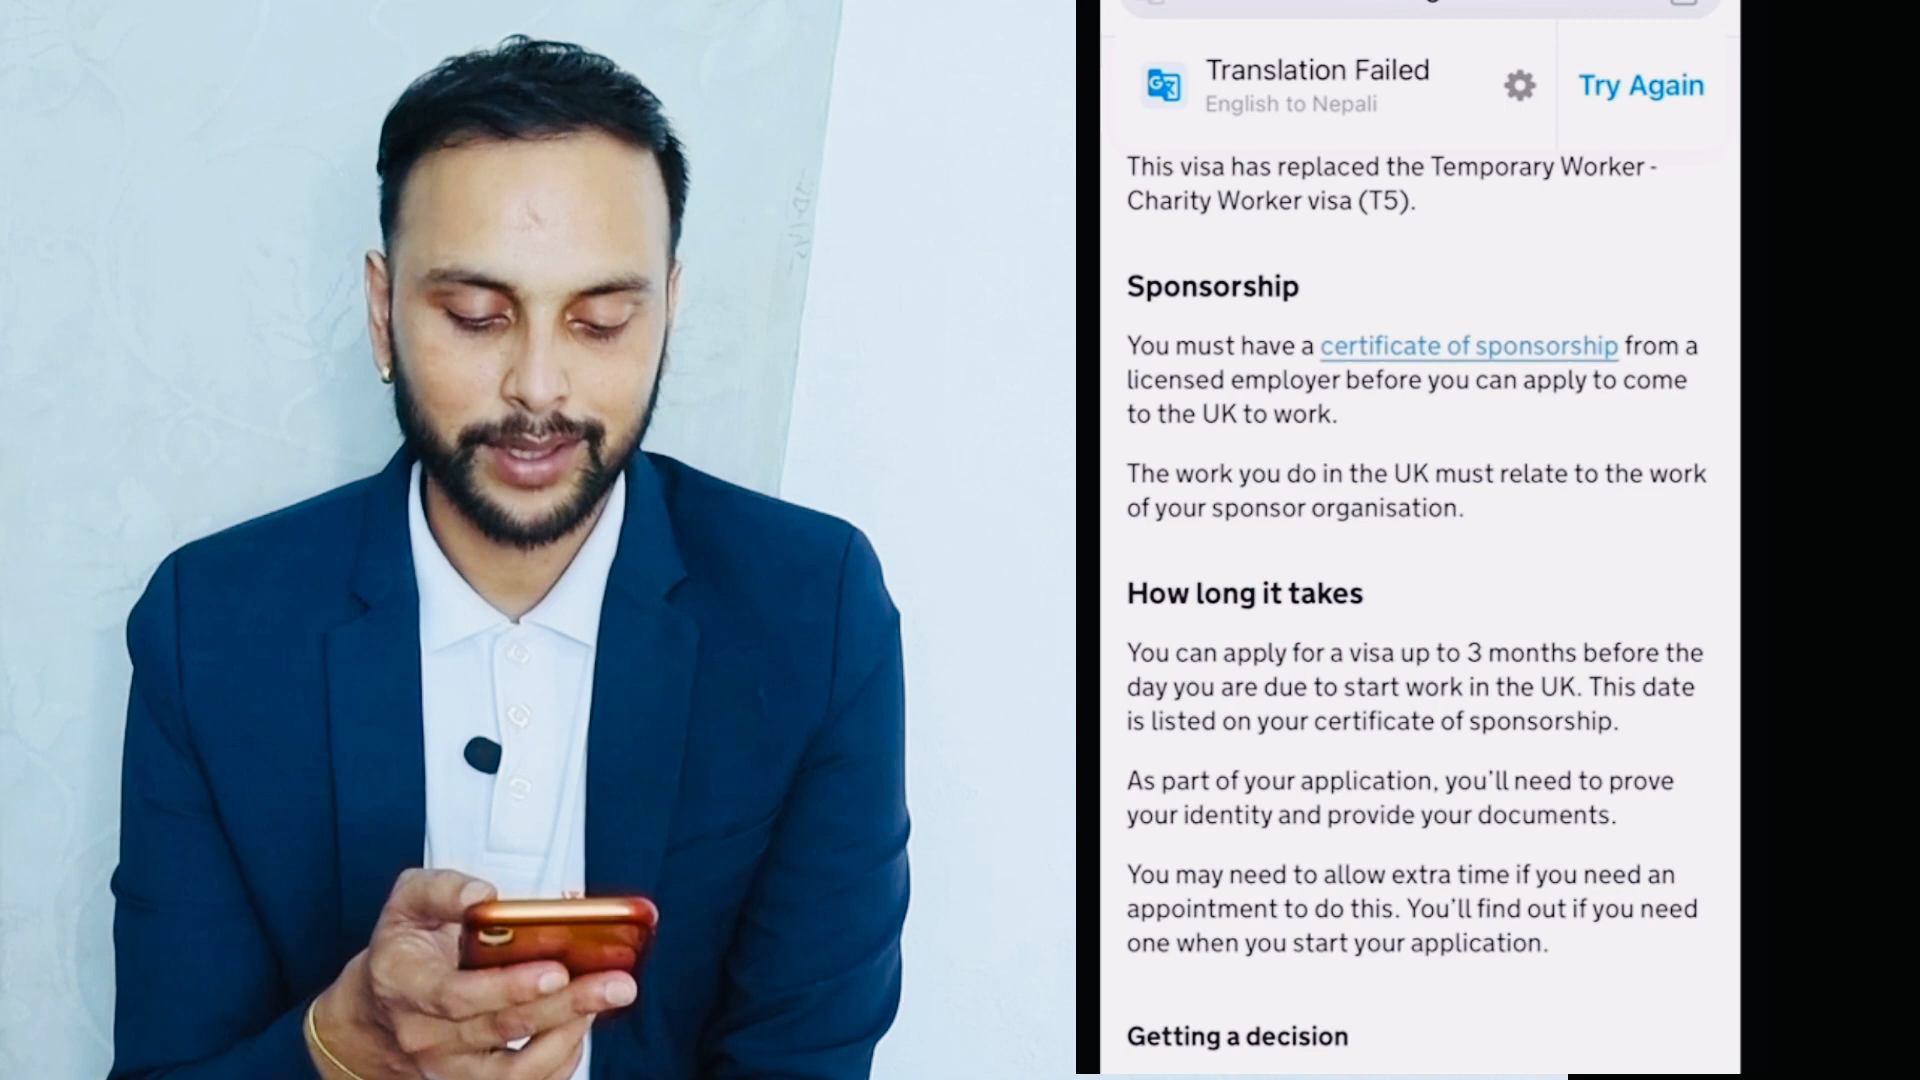 Translation Failed
English to Nepali
Try Again
This visa has replaced the Temporary Worker -
Charity Worker visa (T5).
Sponsorship
You must have a certificate of sponsorship from a
licensed employer before you can apply to come
to the UK to work.
The work you do in the UK must relate to the work
of your sponsor organisation.
How long it takes
You can apply for a visa up to 3 months before the
day you are due to start work in the UK. This date
is listed on your certificate of sponsorship.
As part of your application, you'll need to prove
your identity and provide your documents.
You may need to allow extra time if you need an
appointment to do this. You'll find out if you need
one when you start your application.
Getting a decision